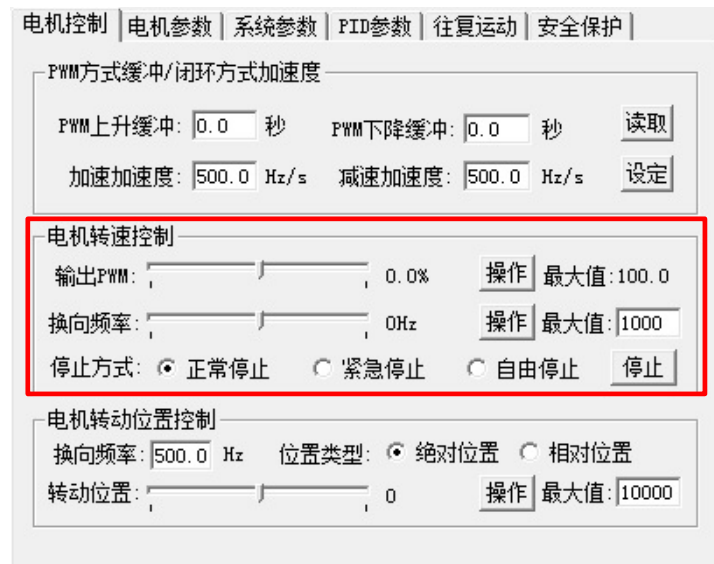 电机控制 电机参数 系统参数 PID参数 往复运动 安全保护
PWM方式缓冲/闭环方式加速度
PWM上升缓冲: 0.0 秒 PWM下降缓冲: 0.0 秒 读取
加速加速度: 500.0 Hz/s 减速加速度: 500.0 Hz/s 设定
电机转速控制
输出PWM: 0.0% 操作 最大值:100.0
换向频率: 0Hz 操作 最大值: 1000
停止方式: 正常停止 紧急停止 自由停止 停止
电机转动位置控制
换向频率: 500.0 Hz 位置类型: 绝对位置 相对位置
转动位置: 0 操作 最大值: 10000